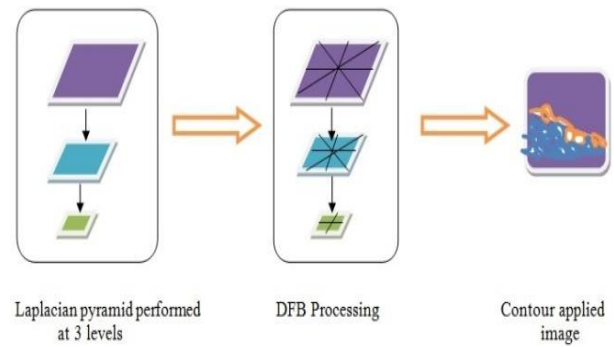 Laplacian pyramid performed
at 3 levels
DFB Processing
Contour applied
image